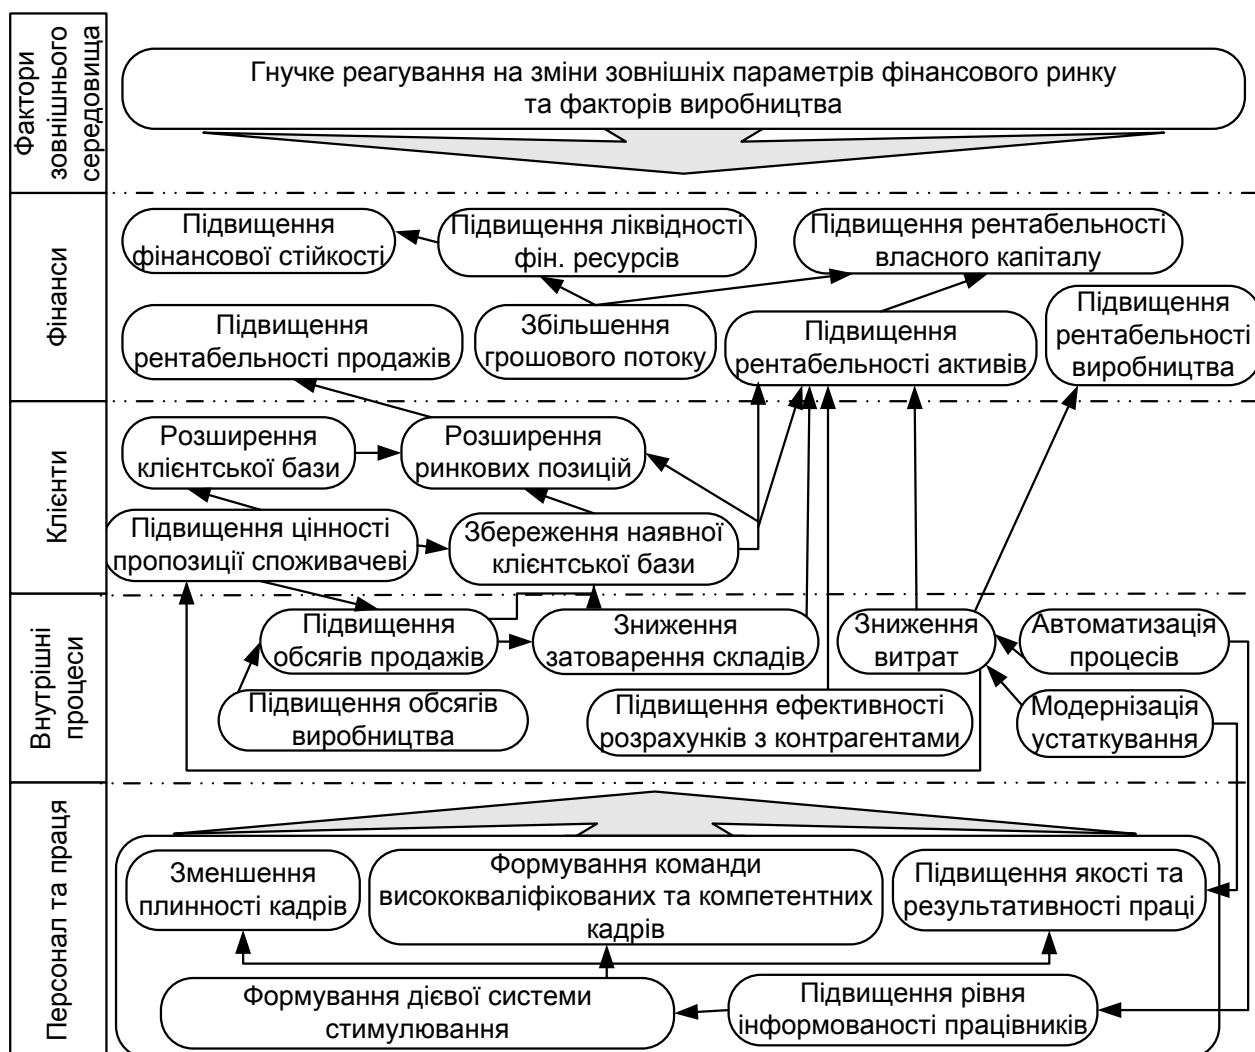 Фактори
зовнішнього
середовища
Гнучке реагування на зміни зовнішніх параметрів фінансового ринку
та факторів виробництва
Фінанси
Підвищення
фінансової стійкості
Підвищення ліквідності
фін. ресурсів
Підвищення рентабельності
власного капіталу
Підвищення
рентабельності продажів
Збільшення
грошового потоку
Підвищення
рентабельності активів
Підвищення
рентабельності
виробництва
Клієнти
Розширення
клієнтської бази
Розширення
ринкових позицій
Підвищення цінності
пропозиції споживачеві
Збереження наявної
клієнтської бази
Внутрішні
процеси
Підвищення
обсягів продажів
Зниження
затоварення складів
Зниження
витрат
Автоматизація
процесів
Підвищення обсягів
виробництва
Підвищення ефективності
розрахунків з контрагентами
Модернізація
устаткування
Персонал та праця
Зменшення
плинності кадрів
Формування команди
висококваліфікованих та компетентних
кадрів
Підвищення якості та
результативності праці
Формування дієвої системи
стимулювання
Підвищення рівня
інформованості працівників